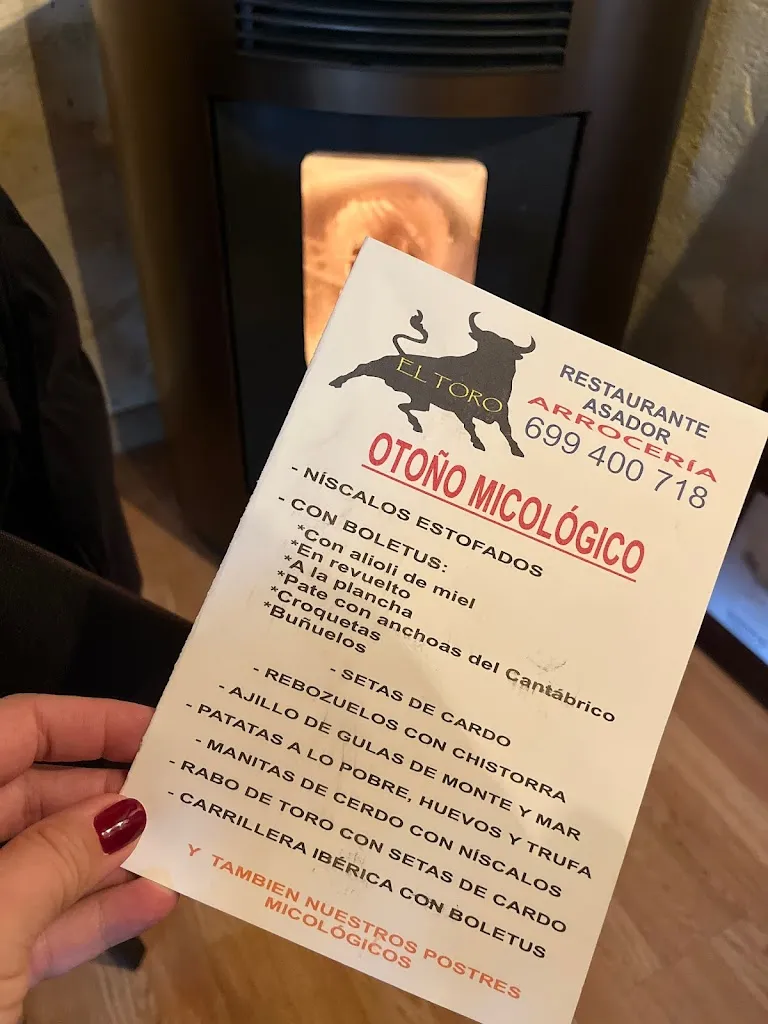 EL TORO
RESTAURANTE
ASADOR
ARROCERÍA
699 400 718
OTOÑO MICOLÓGICO
- NÍSCALOS ESTOFADOS
- CON BOLETUS:
*Con alioli de miel
*En revuelto
*A la plancha
*Pate con anchoas del Cantábrico
*Croquetas
*Buñuelos
- SETAS DE CARDO
- REBOZUELOS CON CHISTORRA
- AJILLO DE GULAS DE MONTE Y MAR
- PATATAS A LO POBRE, HUEVOS Y TRUFA
- MANITAS DE CERDO CON NÍSCALOS
- RABO DE TORO CON SETAS DE CARDO
- CARRILLERA IBÉRICA CON BOLETUS
Y TAMBIEN NUESTROS POSTRES
MICOLÓGICOS